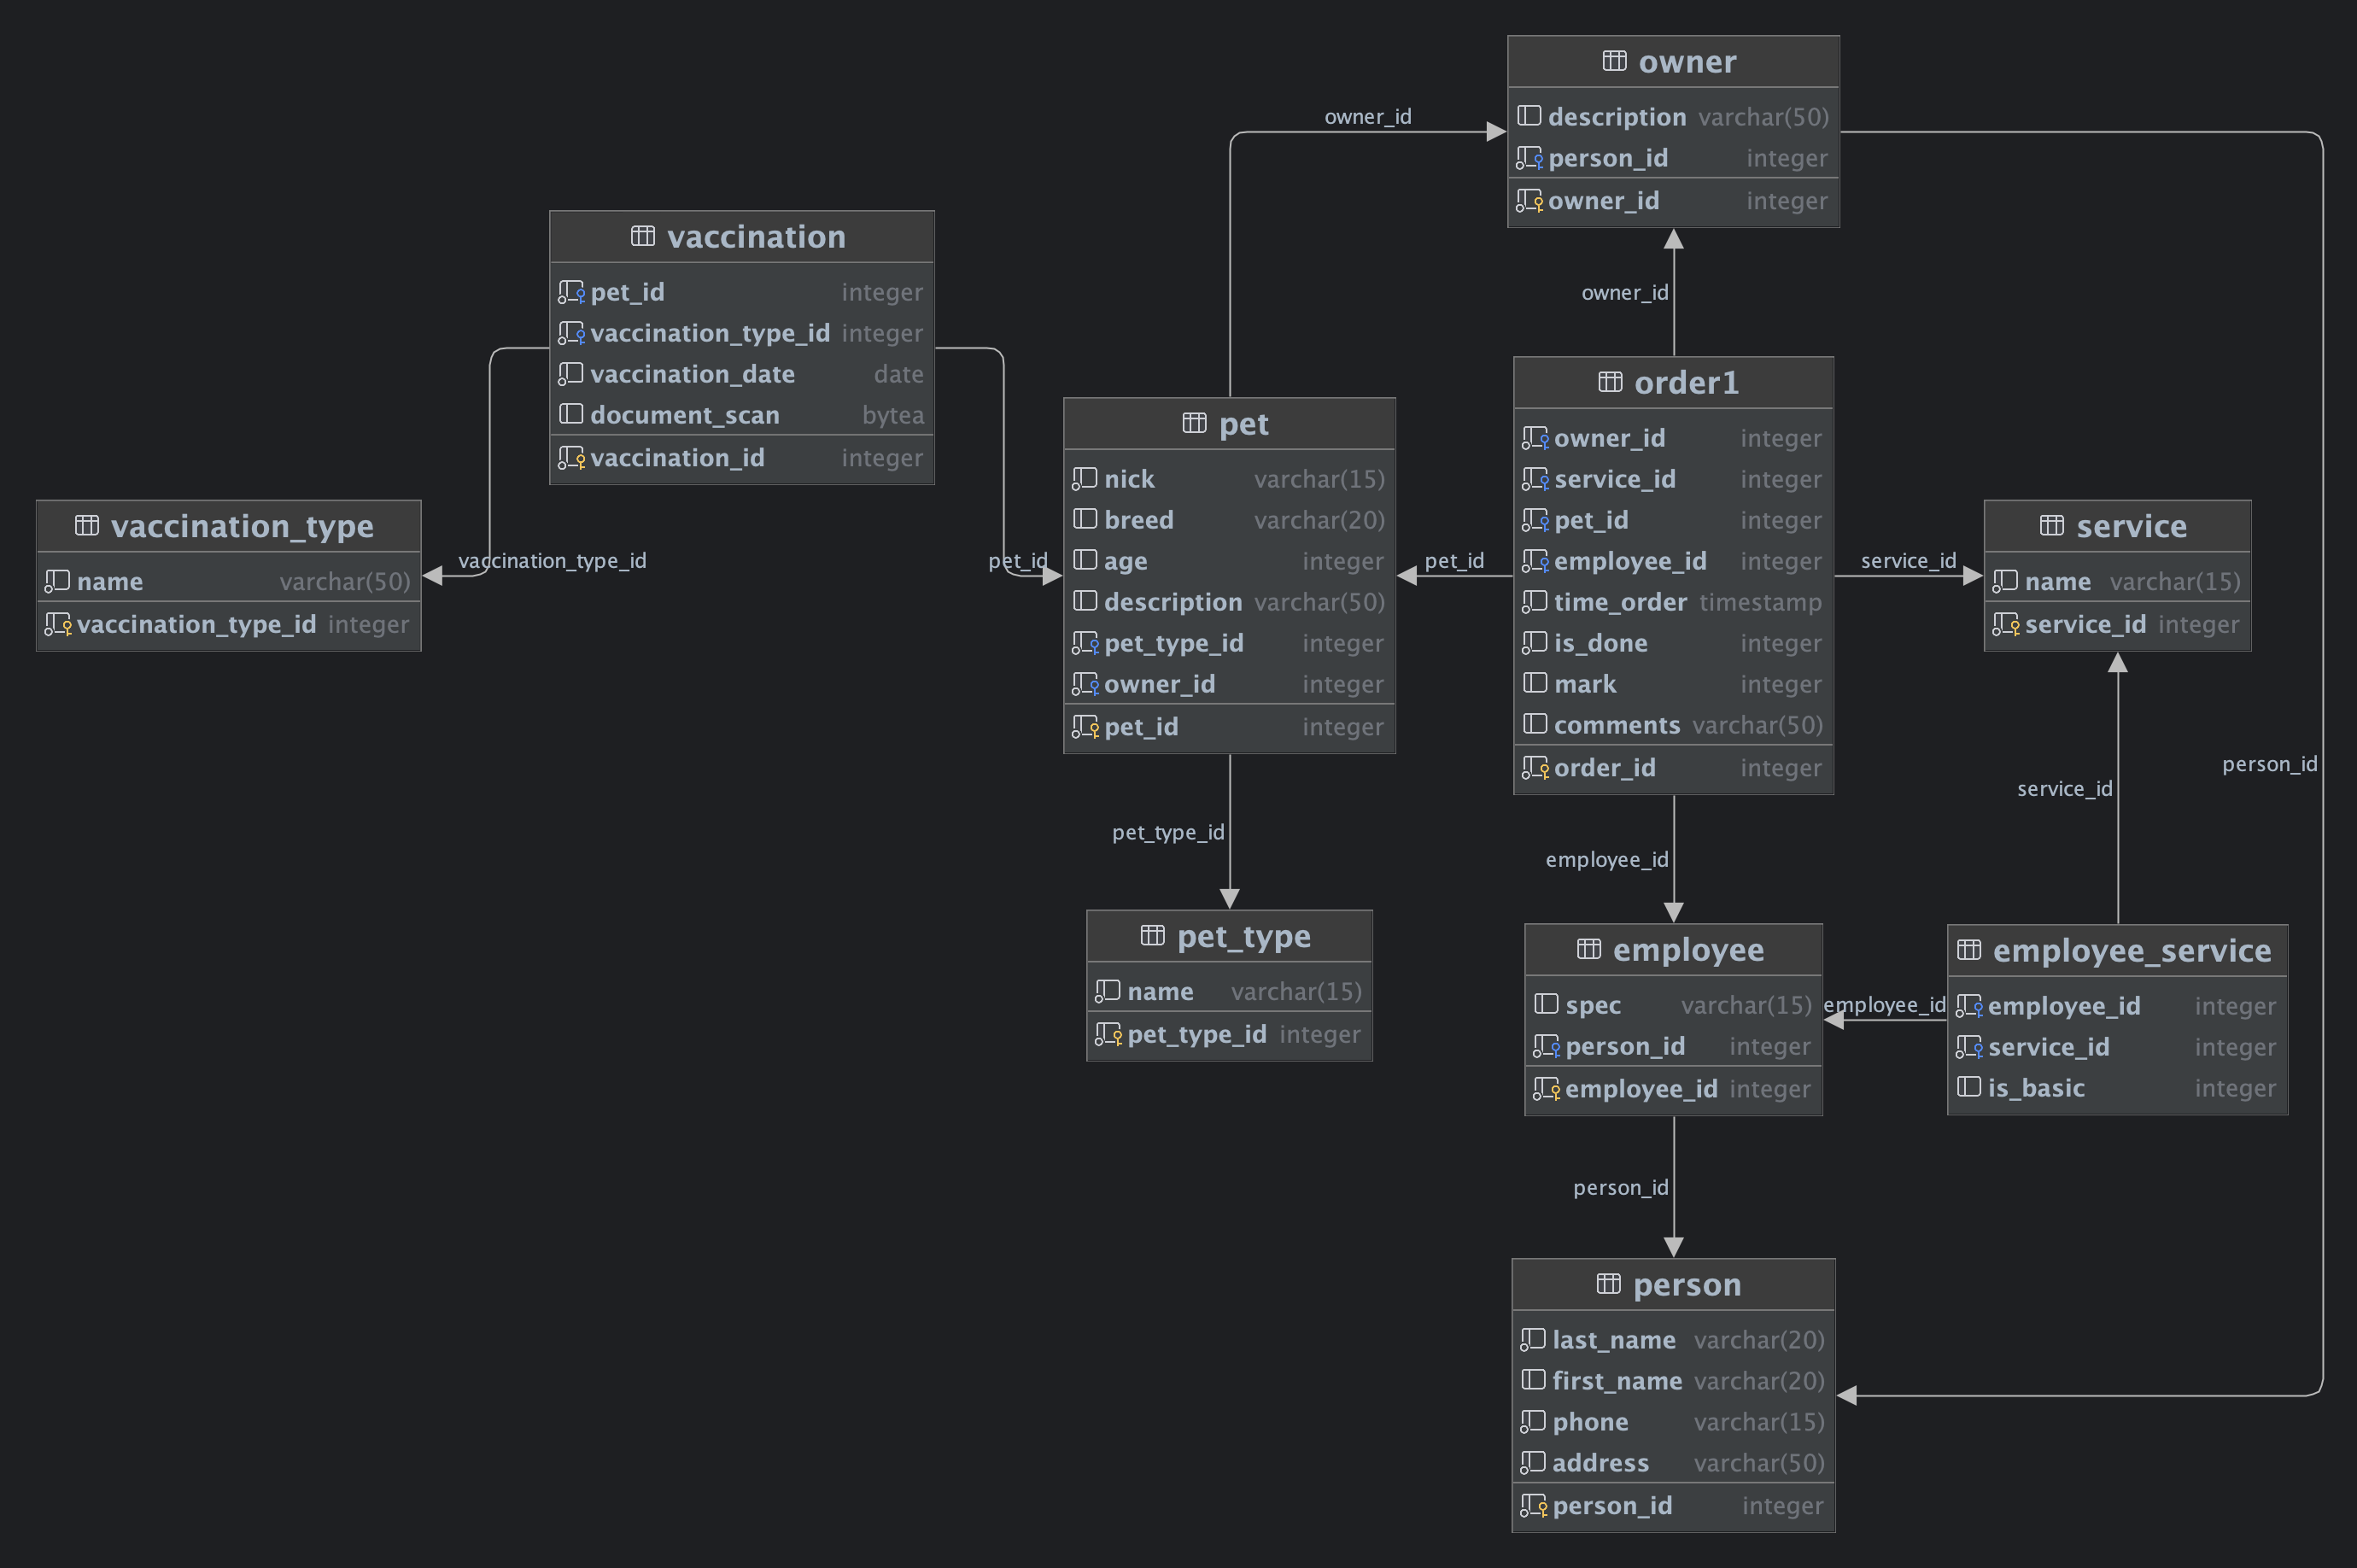 owner
description varchar(50)
person_id integer
owner_id integer
owner_id
owner_id
vaccination
pet_id integer
vaccination_type_id integer
vaccination_date date
document_scan bytea
vaccination_id integer
vaccination_type
name varchar(50)
vaccination_type_id integer
vaccination_type_id
pet_id
pet
nick varchar(15)
breed varchar(20)
age integer
description varchar(50)
pet_type_id integer
owner_id integer
pet_id integer
pet_id
order1
owner_id integer
service_id integer
pet_id integer
employee_id integer
time_order timestamp
is_done integer
mark integer
comments varchar(50)
order_id integer
service_id
service
name varchar(15)
service_id integer
person_id
service_id
pet_type_id
employee_id
pet_type
name varchar(15)
pet_type_id integer
employee
spec varchar(15)
person_id integer
employee_id integer
employee_id
employee_service
employee_id integer
service_id integer
is_basic integer
person_id
person
last_name varchar(20)
first_name varchar(20)
phone varchar(15)
address varchar(50)
person_id integer